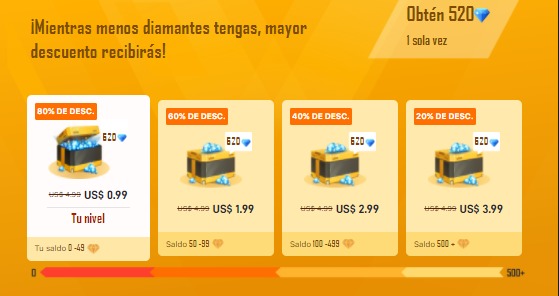 ¡Mientras menos diamantes tengas, mayor
descuento recibirás!
Obtén 520
1 sola vez
80% DE DESC.
520
US$ 4.99 US$ 0.99
Tu nivel
Tu saldo 0 -49
60% DE DESC.
520
US$ 4.99 US$ 1.99
Saldo 50 -99
40% DE DESC.
520
US$ 4.99 US$ 2.99
Saldo 100 -499
20% DE DESC.
520
US$ 4.99 US$ 3.99
Saldo 500 +
0
500+